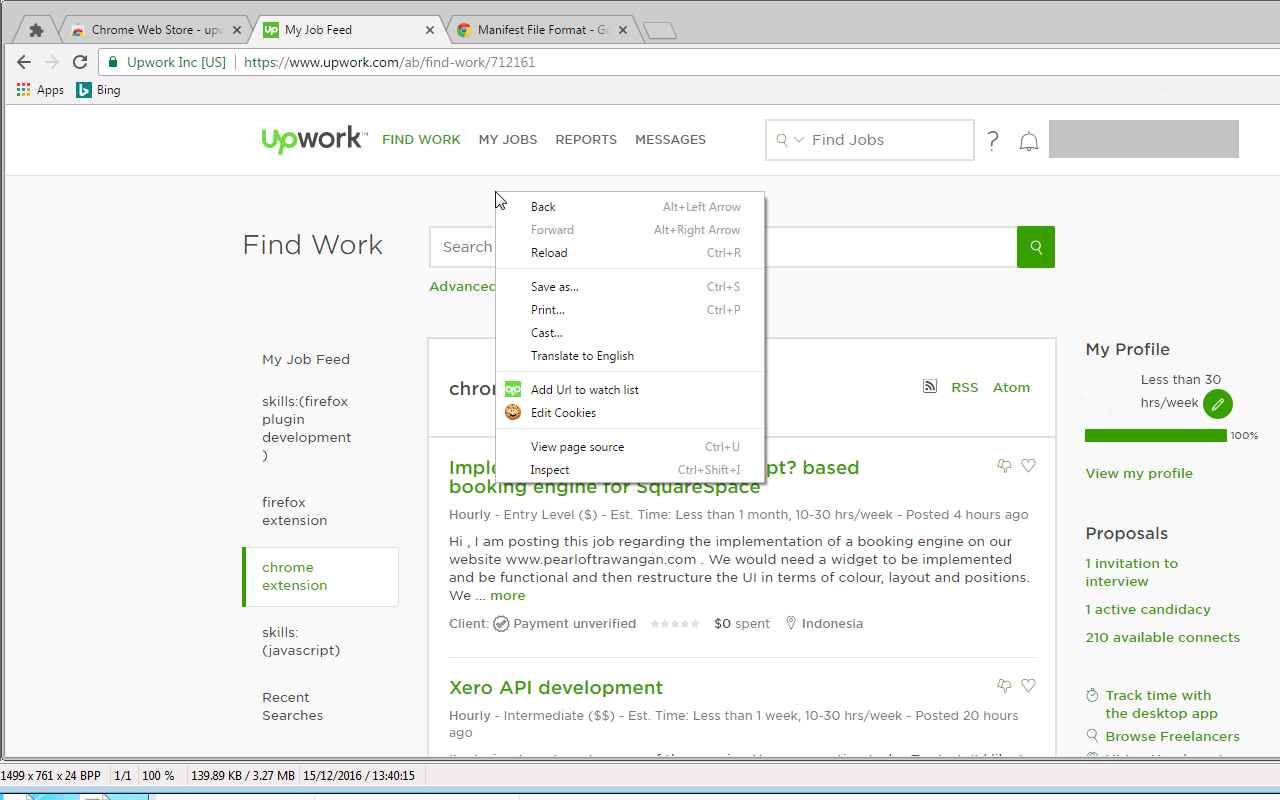 Chrome Web Store - upw
My Job Feed
Manifest File Format - Go
Upwork Inc [US]
https://www.upwork.com/ab/find-work/712161
Apps
Bing
upwork™
FIND WORK
MY JOBS
REPORTS
MESSAGES
Find Jobs
?
Back Alt+Left Arrow
Forward Alt+Right Arrow
Reload Ctrl+R
Save as... Ctrl+S
Print... Ctrl+P
Cast...
Translate to English
Add Url to watch list
Edit Cookies
View page source Ctrl+U
Inspect Ctrl+Shift+I
Find Work
Search
Advanced
My Job Feed
skills:(firefox
plugin
development
)
firefox
extension
chrome
extension
skills:
(javascript)
Recent
Searches
chro
RSS
Atom
Imple pt? based
booking engine for SquareSpace
Hourly - Entry Level ($) - Est. Time: Less than 1 month, 10-30 hrs/week - Posted 4 hours ago
Hi , I am posting this job regarding the implementation of a booking engine on our
website www.pearloftrawangan.com . We would need a widget to be implemented
and be functional and then restructure the UI in terms of colour, layout and positions.
We ... more
Client: Payment unverified $0 spent Indonesia
Xero API development
Hourly - Intermediate ($$) - Est. Time: Less than 1 week, 10-30 hrs/week - Posted 20 hours
ago
My Profile
Less than 30
hrs/week
100%
View my profile
Proposals
1 invitation to
interview
1 active candidacy
210 available connects
Track time with
the desktop app
Browse Freelancers
1499 x 761 x 24 BPP
1/1
100 %
139.89 KB / 3.27 MB
15/12/2016 / 13:40:15